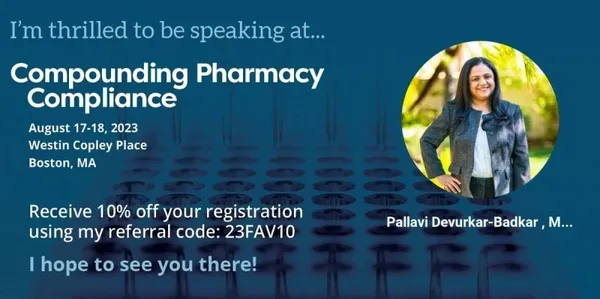 I'm thrilled to be speaking at...
Compounding Pharmacy
Compliance
August 17-18, 2023
Westin Copley Place
Boston, MA
Receive 10% off your registration
using my referral code: 23FAV10
I hope to see you there!
Pallavi Devurkar-Badkar , M...